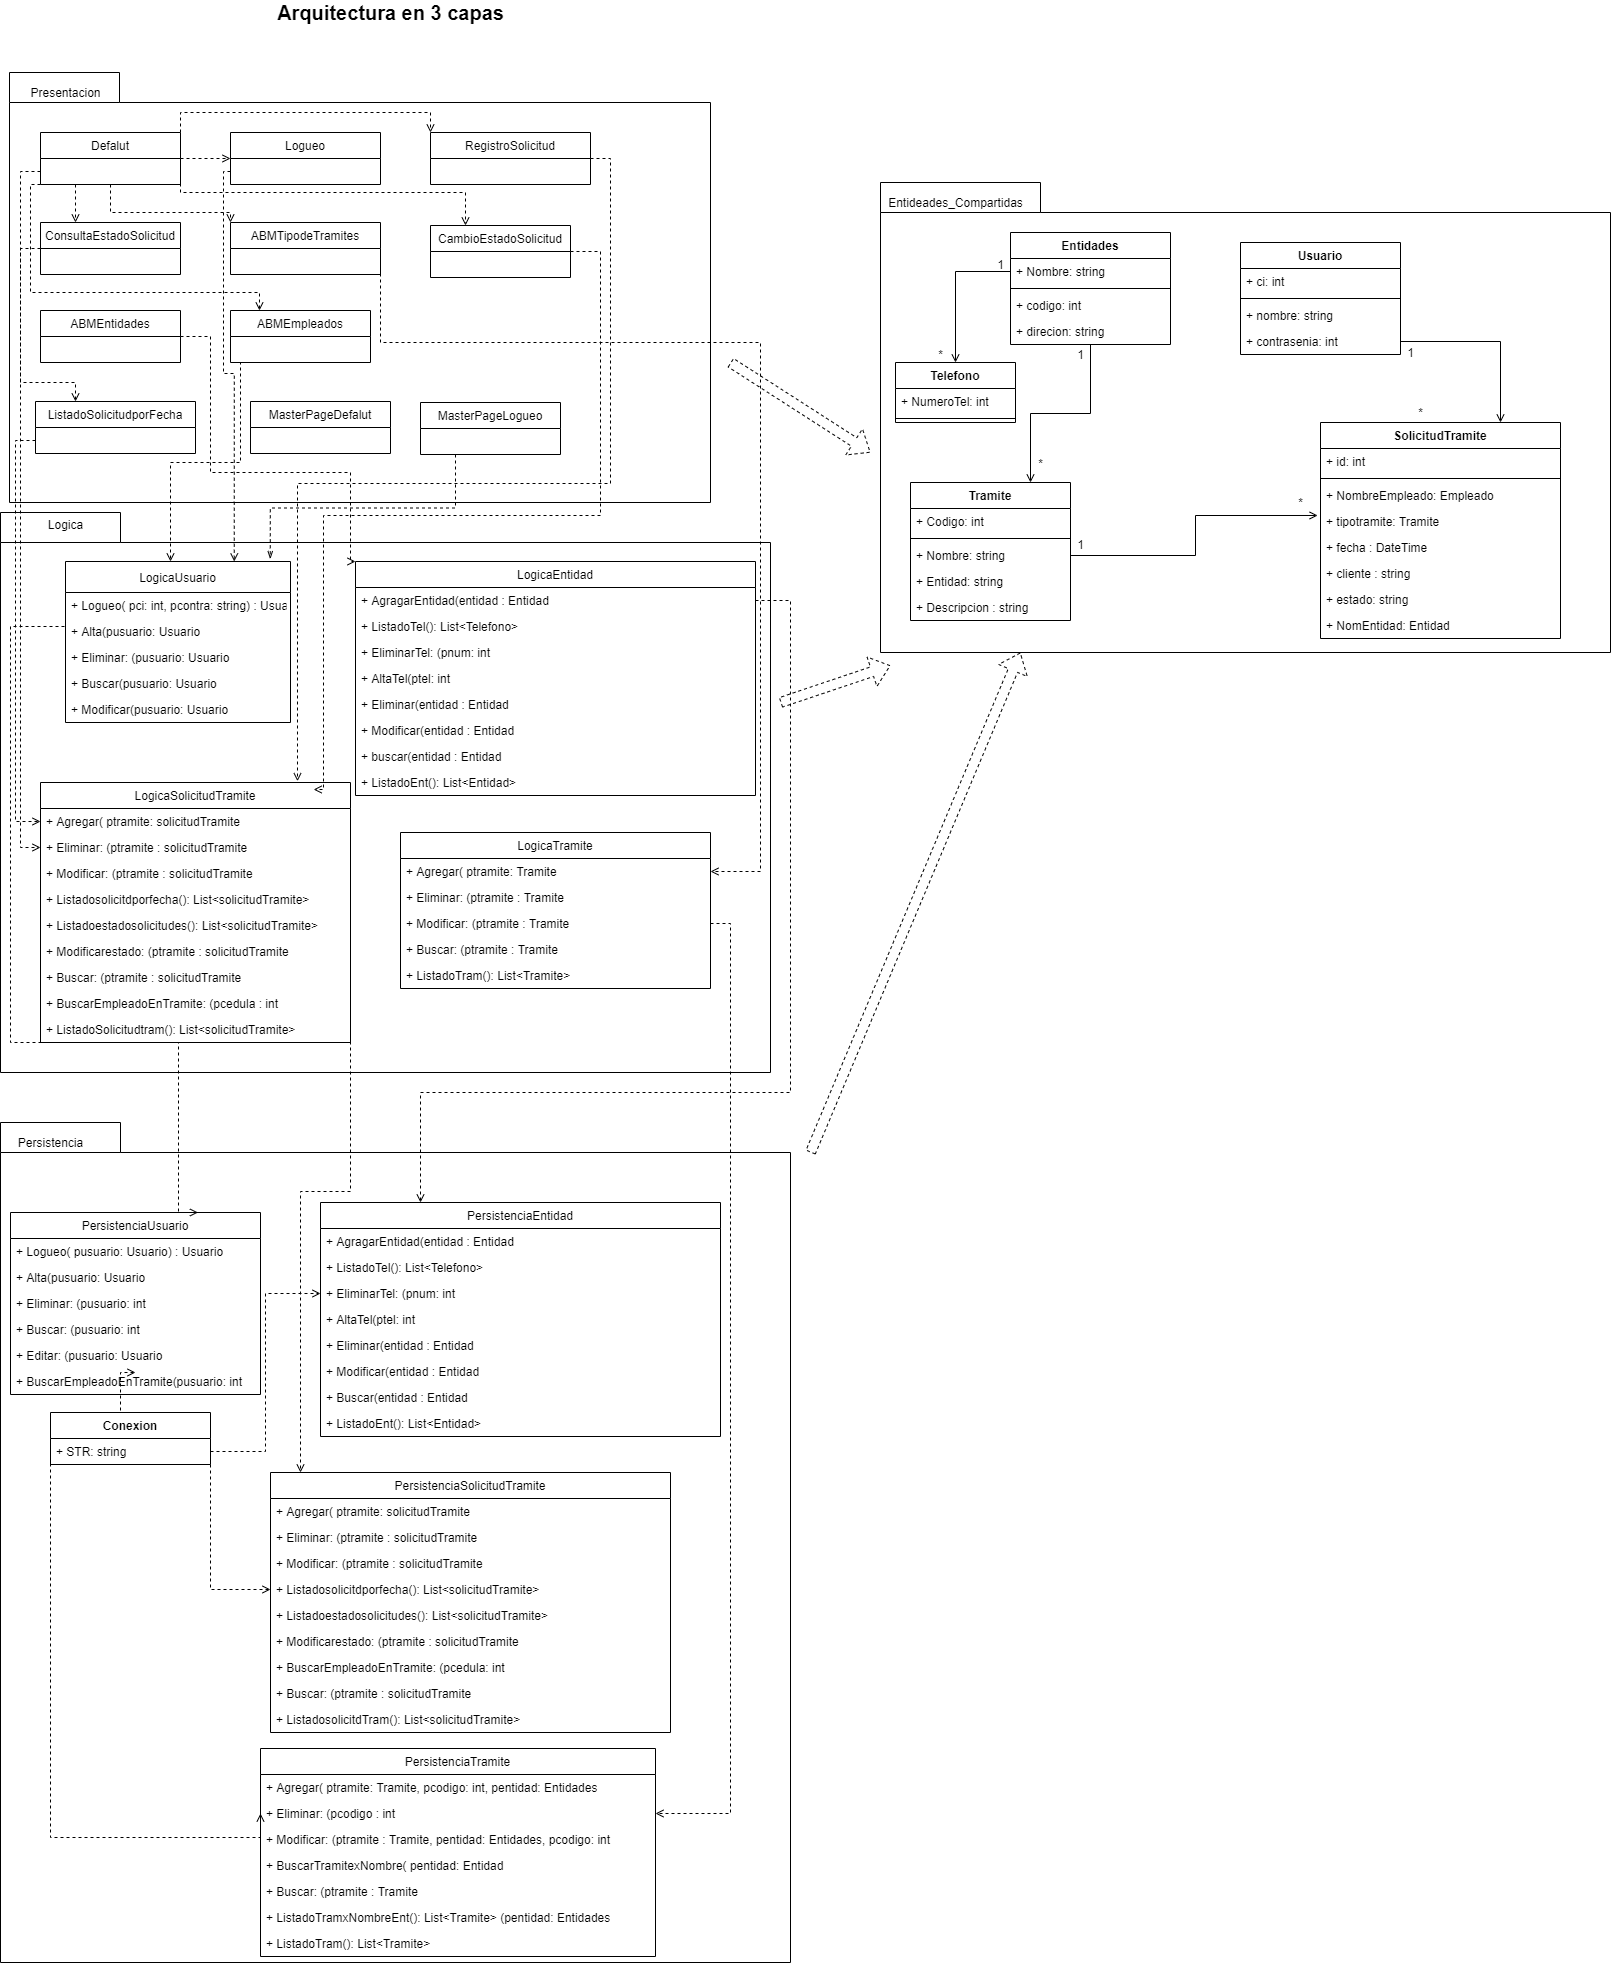 Arquitectura en 3 capas
Presentacion
Defalut
Logueo
RegistroSolicitud
ConsultaEstadoSolicitud
ABMTipodeTramites
CambioEstadoSolicitud
ABMEntidades
ABMEmpleados
ListadoSolicitudporFecha
MasterPageDefalut
MasterPageLogueo
Entideades_Compartidas
Entidades
+ Nombre: string
+ codigo: int
+ direcion: string
1
*
1
*
Telefono
+ NumeroTel: int
Usuario
+ ci: int
+ nombre: string
+ contrasenia: int
1
*
Tramite
+ Codigo: int
+ Nombre: string
+ Entidad: string
+ Descripcion : string
1
*
SolicitudTramite
+ id: int
+ NombreEmpleado: Empleado
+ tipotramite: Tramite
+ fecha : DateTime
+ cliente : string
+ estado: string
+ NomEntidad: Entidad
Logica
LogicaUsuario
+ Logueo( pci: int, pcontra: string) : Usua
+ Alta(pusuario: Usuario
+ Eliminar: (pusuario: Usuario
+ Buscar(pusuario: Usuario
+ Modificar(pusuario: Usuario
LogicaEntidad
+ AgragarEntidad(entidad : Entidad
+ ListadoTel(): List<Telefono>
+ EliminarTel: (pnum: int
+ AltaTel(ptel: int
+ Eliminar(entidad : Entidad
+ Modificar(entidad : Entidad
+ buscar(entidad : Entidad
+ ListadoEnt(): List<Entidad>
LogicaSolicitudTramite
+ Agregar( ptramite: solicitudTramite
+ Eliminar: (ptramite : solicitudTramite
+ Modificar: (ptramite : solicitudTramite
+ Listadosolicitdporfecha(): List<solicitudTramite>
+ Listadoestadosolicitudes(): List<solicitudTramite>
+ Modificarestado: (ptramite : solicitudTramite
+ Buscar: (ptramite : solicitudTramite
+ BuscarEmpleadoEnTramite: (pcedula : int
+ ListadoSolicitudtram(): List<solicitudTramite>
LogicaTramite
+ Agregar( ptramite: Tramite
+ Eliminar: (ptramite : Tramite
+ Modificar: (ptramite : Tramite
+ Buscar: (ptramite : Tramite
+ ListadoTram(): List<Tramite>
Persistencia
PersistenciaUsuario
+ Logueo( pusuario: Usuario) : Usuario
+ Alta(pusuario: Usuario
+ Eliminar: (pusuario: int
+ Buscar: (pusuario: int
+ Editar: (pusuario: Usuario
+ BuscarEmpleadoEnTramite(pusuario: int
PersistenciaEntidad
+ AgragarEntidad(entidad : Entidad
+ ListadoTel(): List<Telefono>
+ EliminarTel: (pnum: int
+ AltaTel(ptel: int
+ Eliminar(entidad : Entidad
+ Modificar(entidad : Entidad
+ Buscar(entidad : Entidad
+ ListadoEnt(): List<Entidad>
Conexion
+ STR: string
PersistenciaSolicitudTramite
+ Agregar( ptramite: solicitudTramite
+ Eliminar: (ptramite : solicitudTramite
+ Modificar: (ptramite : solicitudTramite
+ Listadosolicitdporfecha(): List<solicitudTramite>
+ Listadoestadosolicitudes(): List<solicitudTramite>
+ Modificarestado: (ptramite : solicitudTramite
+ BuscarEmpleadoEnTramite: (pcedula: int
+ Buscar: (ptramite : solicitudTramite
+ ListadosolicitdTram(): List<solicitudTramite>
PersistenciaTramite
+ Agregar( ptramite: Tramite, pcodigo: int, pentidad: Entidades
+ Eliminar: (pcodigo : int
+ Modificar: (ptramite : Tramite, pentidad: Entidades, pcodigo: int
+ BuscarTramitexNombre( pentidad: Entidad
+ Buscar: (ptramite : Tramite
+ ListadoTramxNombreEnt(): List<Tramite> (pentidad: Entidades
+ ListadoTram(): List<Tramite>